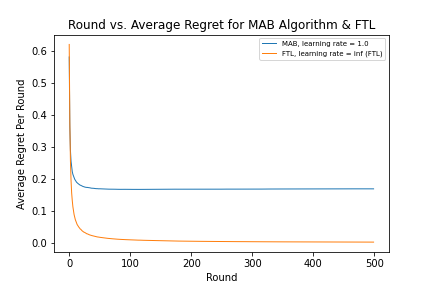 Round vs. Average Regret for MAB Algorithm & FTL
MAB, learning rate = 1.0
FTL, learning rate = inf (FTL)
Average Regret Per Round
0.6
0.5
0.4
0.3
0.2
0.1
0.0
0 100 200 300 400 500
Round